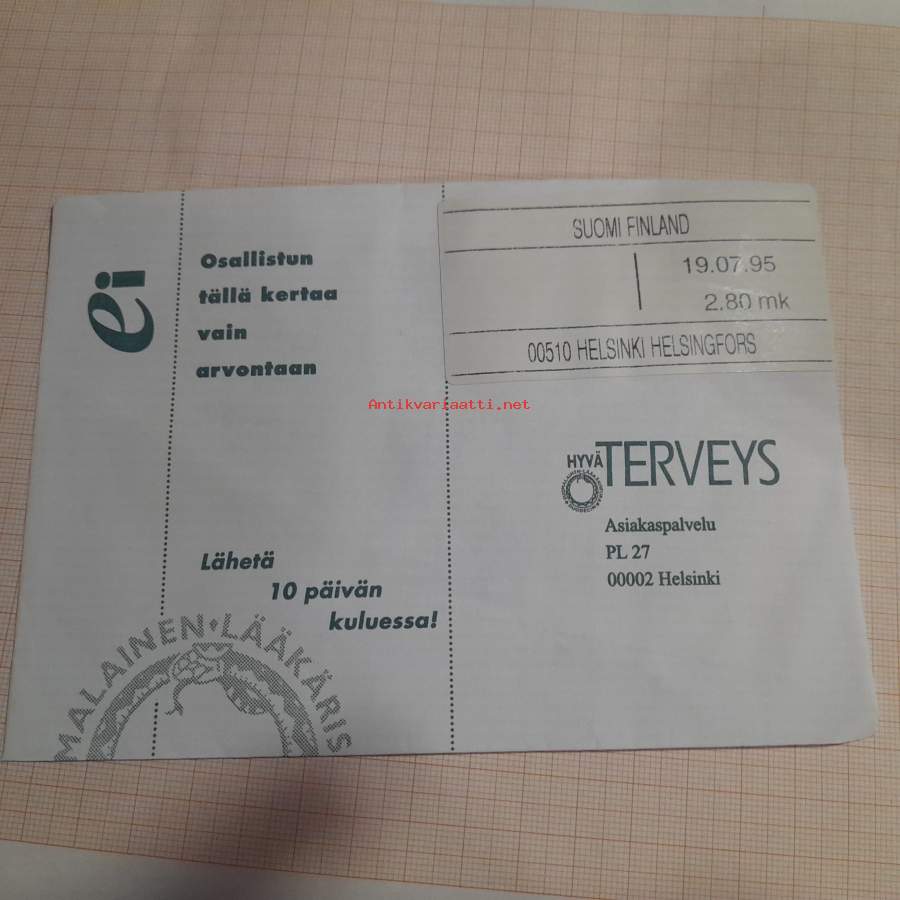 ei
Osallistun
tällä kertaa
vain
arvontaan
Lähetä
10 päivän
kuluessa!
MALAINEN·LÄÄKÄRIS
SUOMI FINLAND
19.07.95
2.80 mk
00510 HELSINKI HELSINGFORS
Antikvariaatti.net
HYVÄ TERVEYS
Asiakaspalvelu
PL 27
00002 Helsinki